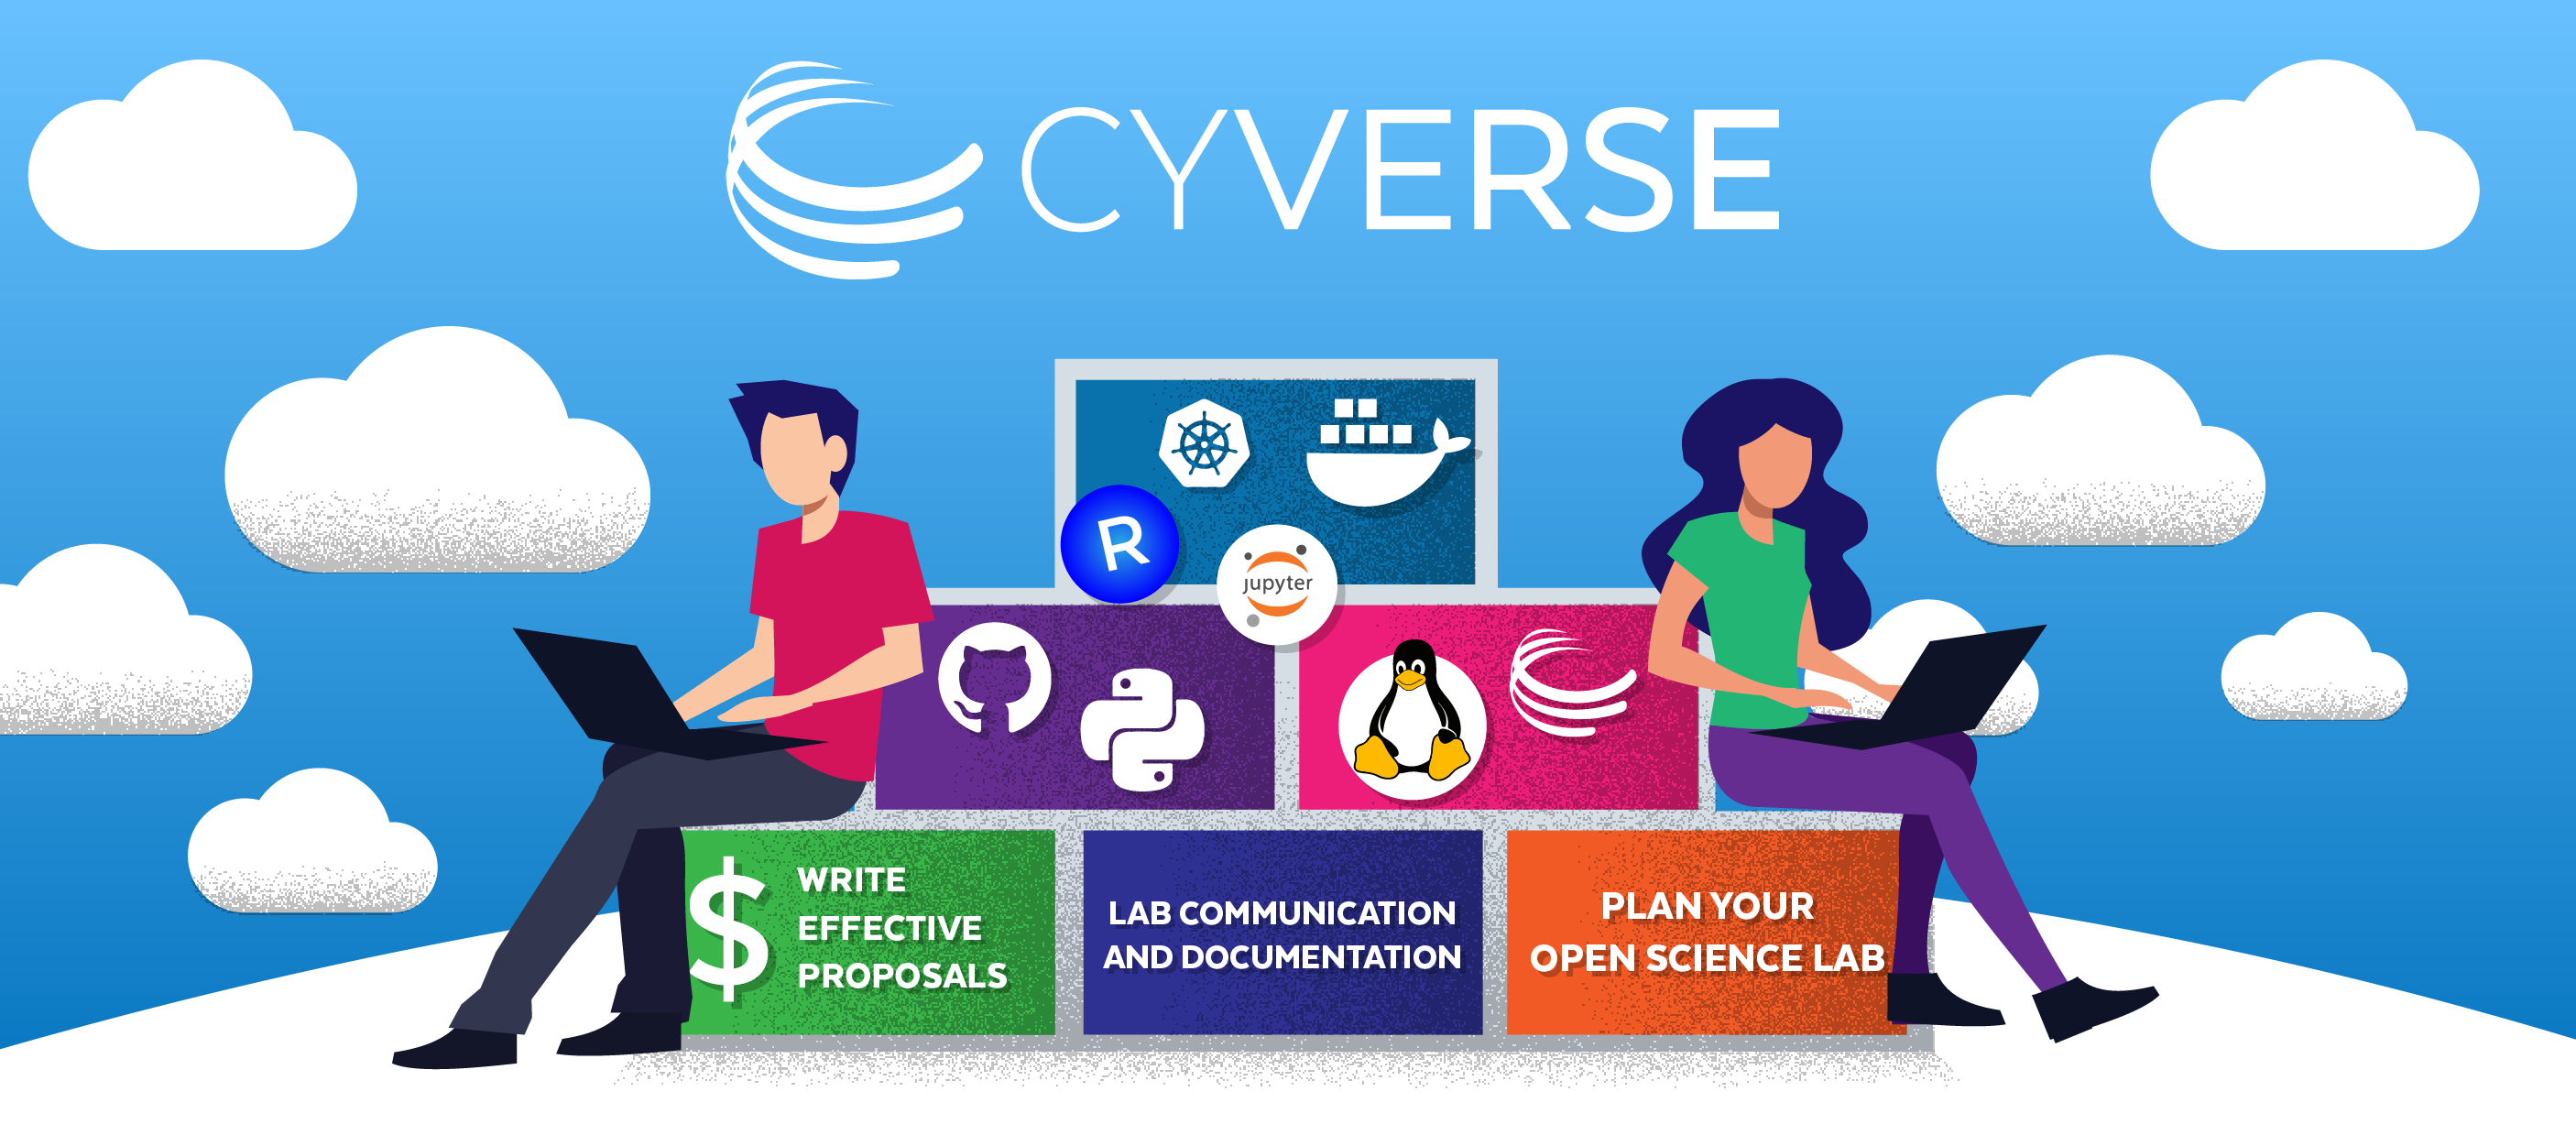 CYVERSE
R
jupyter
$
WRITE
EFFECTIVE
PROPOSALS
LAB COMMUNICATION
AND DOCUMENTATION
PLAN YOUR
OPEN SCIENCE LAB